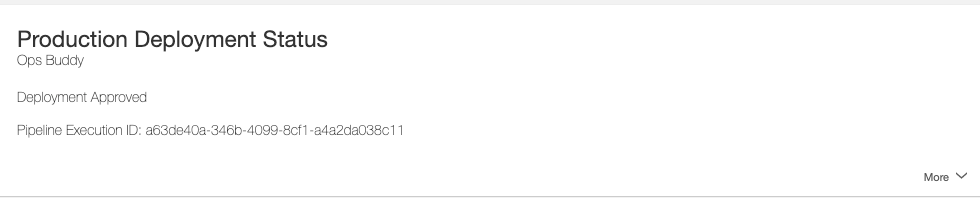 Production Deployment Status
Ops Buddy
Deployment Approved
Pipeline Execution ID: a63de40a-346b-4099-8cf1-a4a2da038c11
More